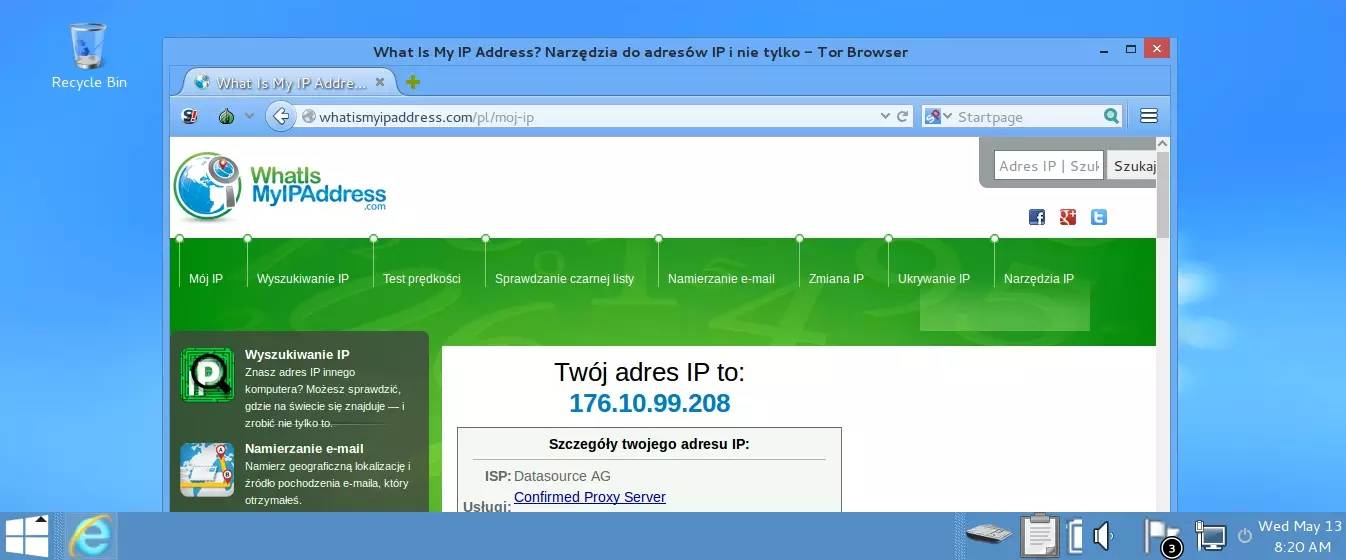 Recycle Bin
What Is My IP Address? Narzędzia do adresów IP i nie tylko - Tor Browser
What Is My IP Addre...
whatismyipaddress.com/pl/moj-ip
Startpage
WhatIs
MyIPAddress
.com
Adres IP | Szuk
Szukaj
Mój IP
Wyszukiwanie IP
Test prędkości
Sprawdzanie czarnej listy
Namierzanie e-mail
Zmiana IP
Ukrywanie IP
Narzędzia IP
Wyszukiwanie IP
Znasz adres IP innego
komputera? Możesz sprawdzić,
gdzie na świecie się znajduje — i
zrobić nie tylko to.
Namierzanie e-mail
Namierz geograficzną lokalizację i
źródło pochodzenia e-maila, który
otrzymałeś.
Twój adres IP to:
176.10.99.208
Szczegóły twojego adresu IP:
ISP: Datasource AG
Usługi: Confirmed Proxy Server
3
Wed May 13
8:20 AM